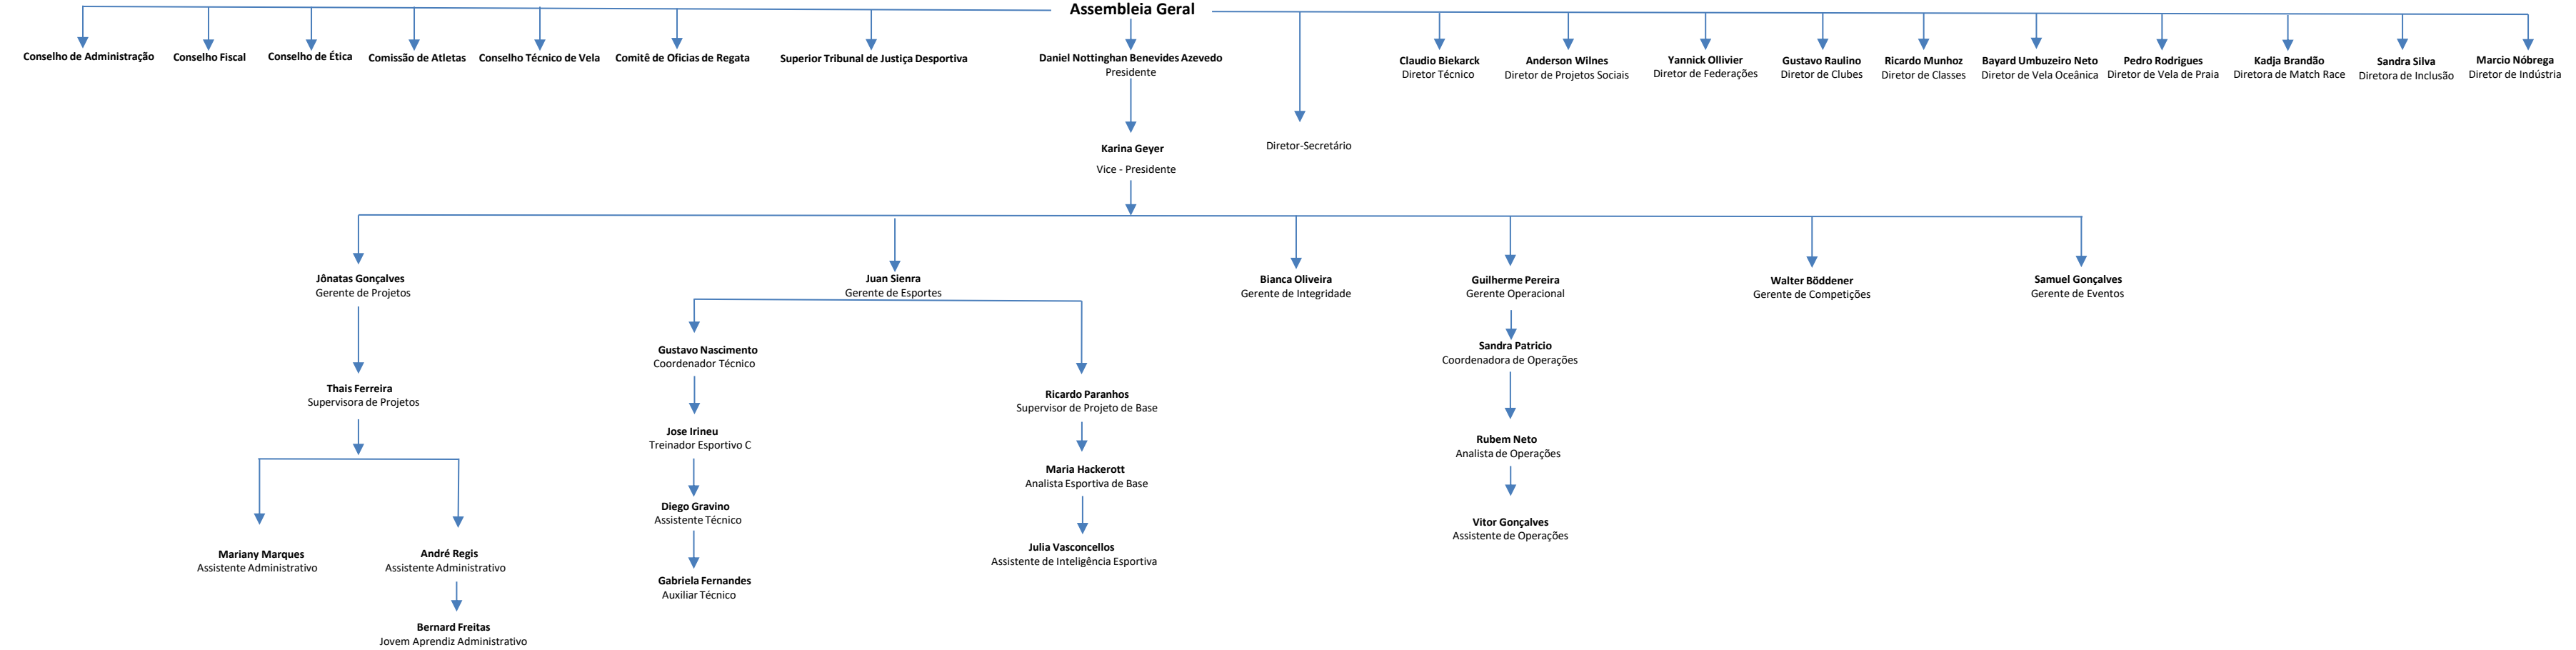 Assembleia Geral
Conselho de Administração
Conselho Fiscal
Conselho de Ética
Comissão de Atletas
Conselho Técnico de Vela
Comitê de Oficias de Regata
Superior Tribunal de Justiça Desportiva
Daniel Nottinghan Benevides Azevedo
Presidente
Claudio Biekarck
Diretor Técnico
Anderson Wilnes
Diretor de Projetos Sociais
Yannick Ollivier
Diretor de Federações
Gustavo Raulino
Diretor de Clubes
Ricardo Munhoz
Diretor de Classes
Bayard Umbuzeiro Neto
Diretor de Vela Oceânica
Pedro Rodrigues
Diretor de Vela de Praia
Kadja Brandão
Diretora de Match Race
Sandra Silva
Diretora de Inclusão
Marcio Nóbrega
Diretor de Indústria
Karina Geyer
Vice - Presidente
Diretor-Secretário
Jônatas Gonçalves
Gerente de Projetos
Juan Sienra
Gerente de Esportes
Bianca Oliveira
Gerente de Integridade
Guilherme Pereira
Gerente Operacional
Walter Böddener
Gerente de Competições
Samuel Gonçalves
Gerente de Eventos
Thais Ferreira
Supervisora de Projetos
Gustavo Nascimento
Coordenador Técnico
Ricardo Paranhos
Supervisor de Projeto de Base
Sandra Patricio
Coordenadora de Operações
Jose Irineu
Treinador Esportivo C
Maria Hackerott
Analista Esportiva de Base
Rubem Neto
Analista de Operações
Diego Gravino
Assistente Técnico
Julia Vasconcellos
Assistente de Inteligência Esportiva
Vitor Gonçalves
Assistente de Operações
Mariany Marques
Assistente Administrativo
André Regis
Assistente Administrativo
Gabriela Fernandes
Auxiliar Técnico
Bernard Freitas
Jovem Aprendiz Administrativo